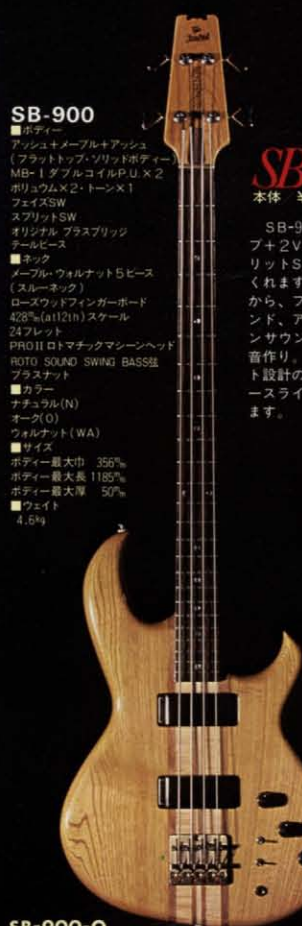 SB-900
■ボディー
アッシュ+メープル+アッシュ
(フラットトップ・ソリッドボディー)
MB-1 ダブルコイルP.U.×2
ボリュウム×2・トーン×1
フェイズSW
スプリットSW
オリジナル ブラスブリッジ
テールピース
■ネック
メープル・ウォルナット5ピース
(スルーネック)
ローズウッドフィンガーボード
428㎜(at12th)スケール
24フレット
PROII ロトマチックマシーンヘッド
ROTO SOUND SWING BASS弦
ブラスナット
■カラー
ナチュラル(N)
オーク(O)
ウォルナット(WA)
■サイズ
ボディー最大巾 356㎜
ボディー最大長 1185㎜
ボディー最大厚 50㎜
■ウェイト
4.6kg
SB
本体
SB-9
プ+2V
リットS
くれます
から、フ
ンド、ア
ンサウン
音作り。
ト設計の
ースライ
ます。
SB-900-O